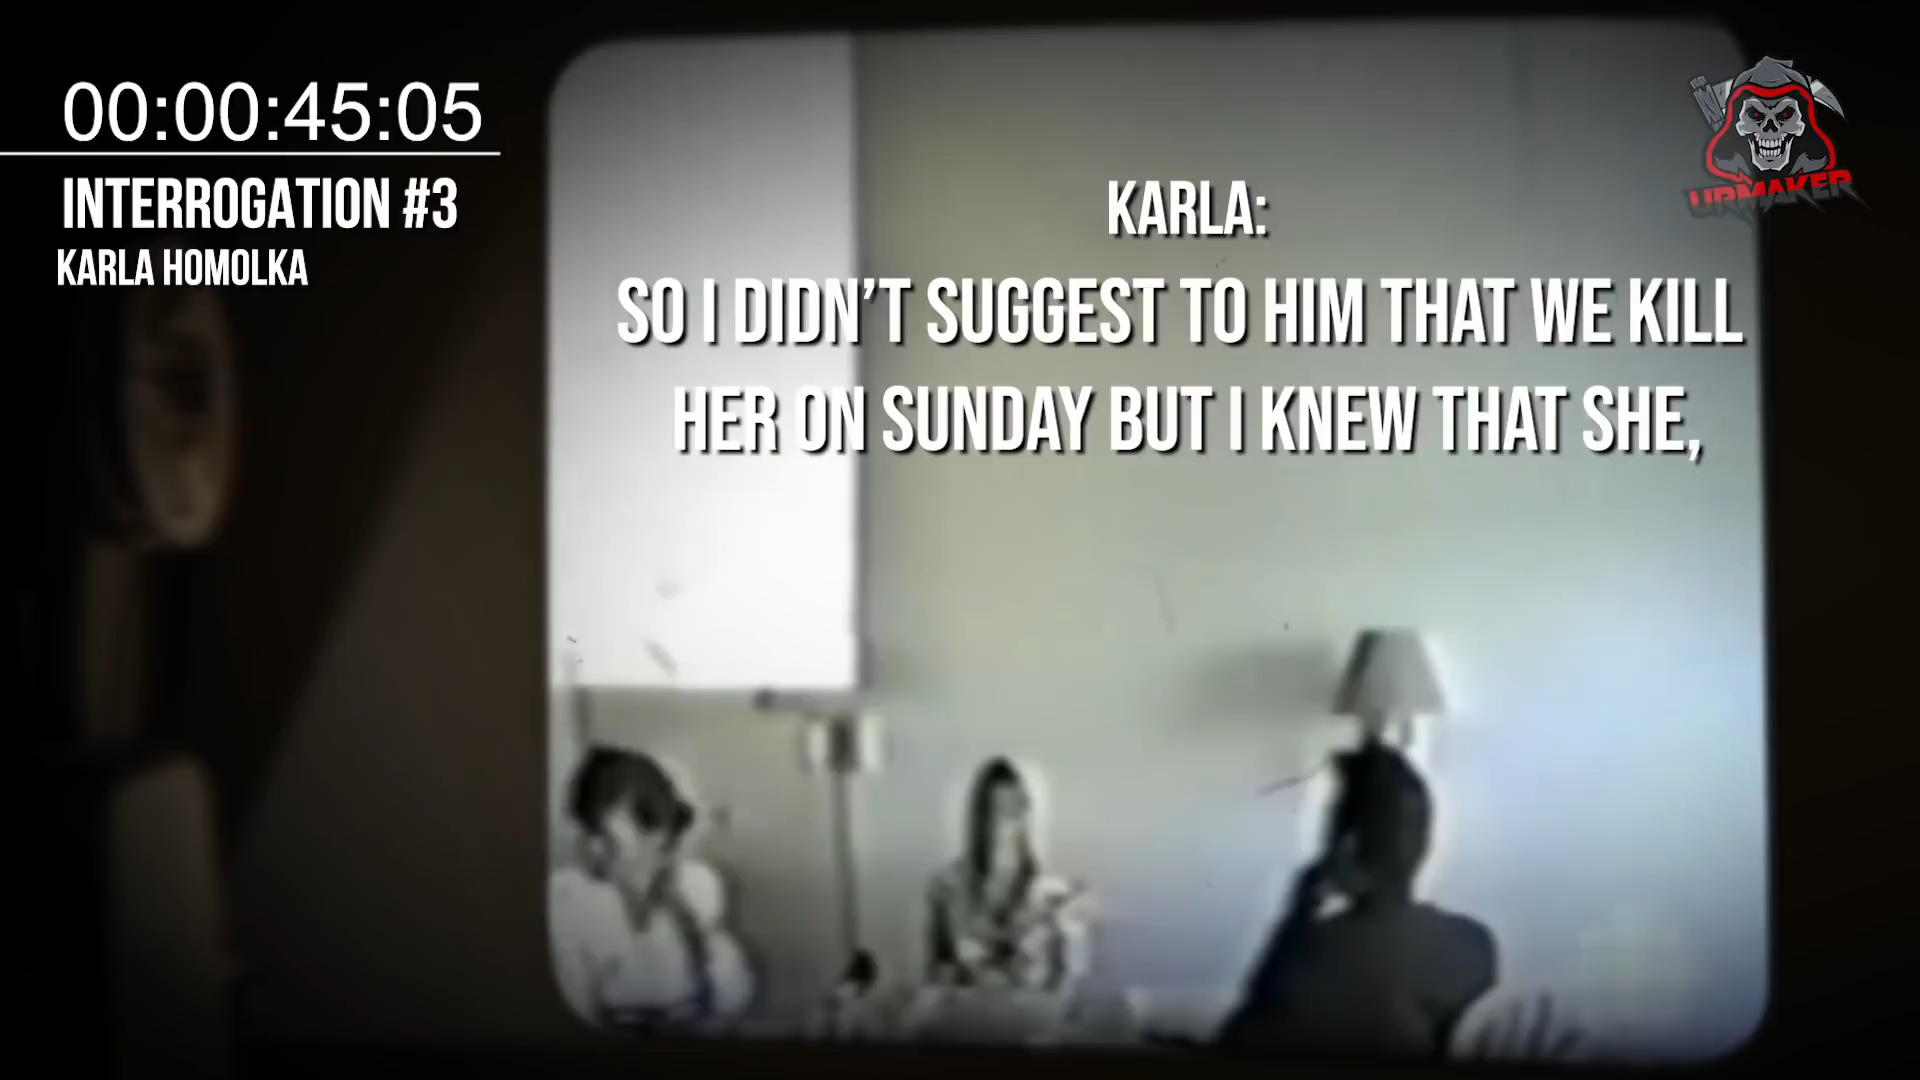 00:00:45:05
INTERROGATION #3
KARLA HOMOLKA
URMAKER
KARLA:
SO I DIDN'T SUGGEST TO HIM THAT WE KILL
HER ON SUNDAY BUT I KNEW THAT SHE,